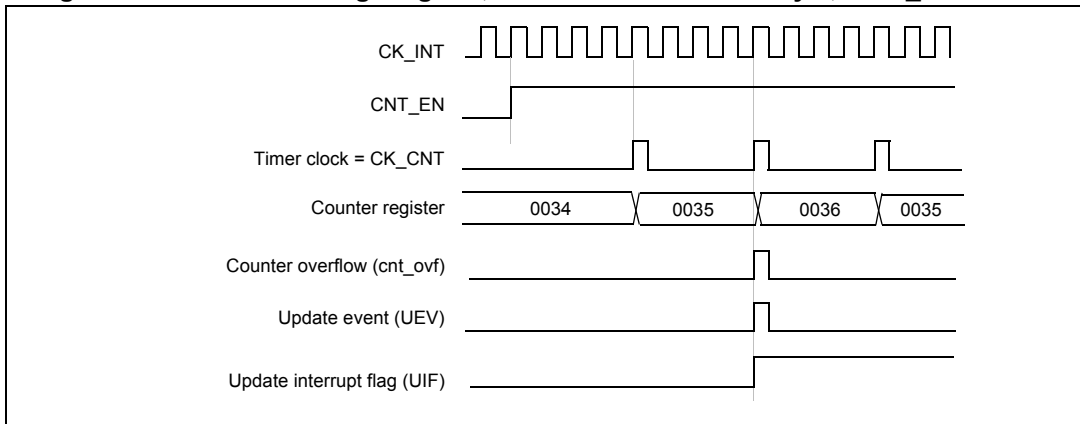 CK_INT
CNT_EN
Timer clock = CK_CNT
Counter register 0034 0035 0036 0035
Counter overflow (cnt_ovf)
Update event (UEV)
Update interrupt flag (UIF)